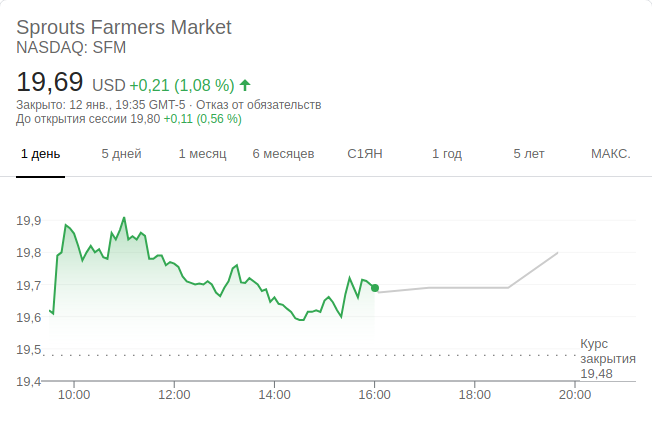 Sprouts Farmers Market
NASDAQ: SFM
19,69 USD +0,21 (1,08 %)
Закрыто: 12 янв., 19:35 GMT-5 · Отказ от обязательств
До открытия сессии 19,80 +0,11 (0,56 %)
1 день 5 дней 1 месяц 6 месяцев С1ЯН 1 год 5 лет МАКС.
19,9
19,8
19,7
19,6
19,5
19,4
Курс
закрытия
19,48
10:00 12:00 14:00 16:00 18:00 20:00